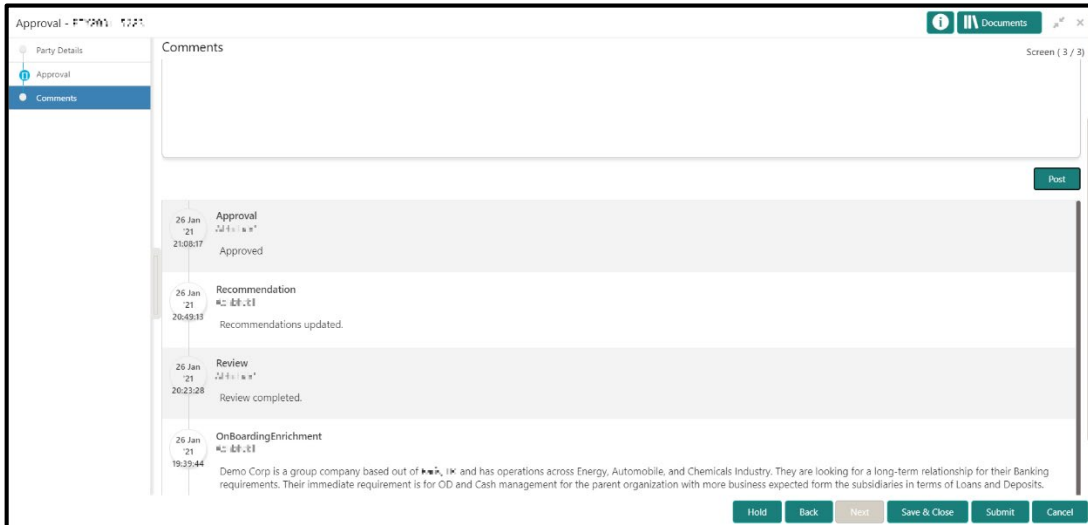 Approval -
Documents
Party Details
Approval
Comments
Comments
Screen ( 3 / 3)
Post
26 Jan
'21
21:08:17
Approval
Approved
26 Jan
'21
20:49:13
Recommendation
Recommendations updated.
26 Jan
'21
20:23:28
Review
Review completed.
26 Jan
'21
19:39:44
OnBoardingEnrichment
Demo Corp is a group company based out of and has operations across Energy, Automobile, and Chemicals Industry. They are looking for a long-term relationship for their Banking
requirements. Their immediate requirement is for OD and Cash management for the parent organization with more business expected form the subsidiaries in terms of Loans and Deposits.
Hold
Back
Next
Save & Close
Submit
Cancel